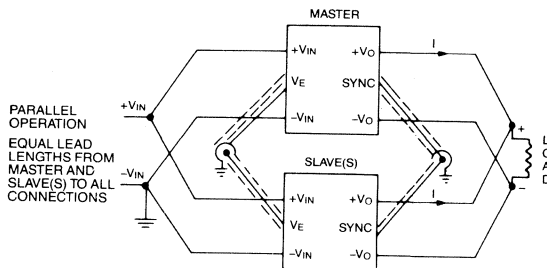 MASTER
+VIN
VE
−VIN
+VO
SYNC
−VO
I
PARALLEL
OPERATION
EQUAL LEAD
LENGTHS FROM
MASTER AND
SLAVE(S) TO ALL
CONNECTIONS
+VIN
−VIN
+
−
L
O
A
D
SLAVE(S)
+VIN
VE
−VIN
+VO
SYNC
−VO
I